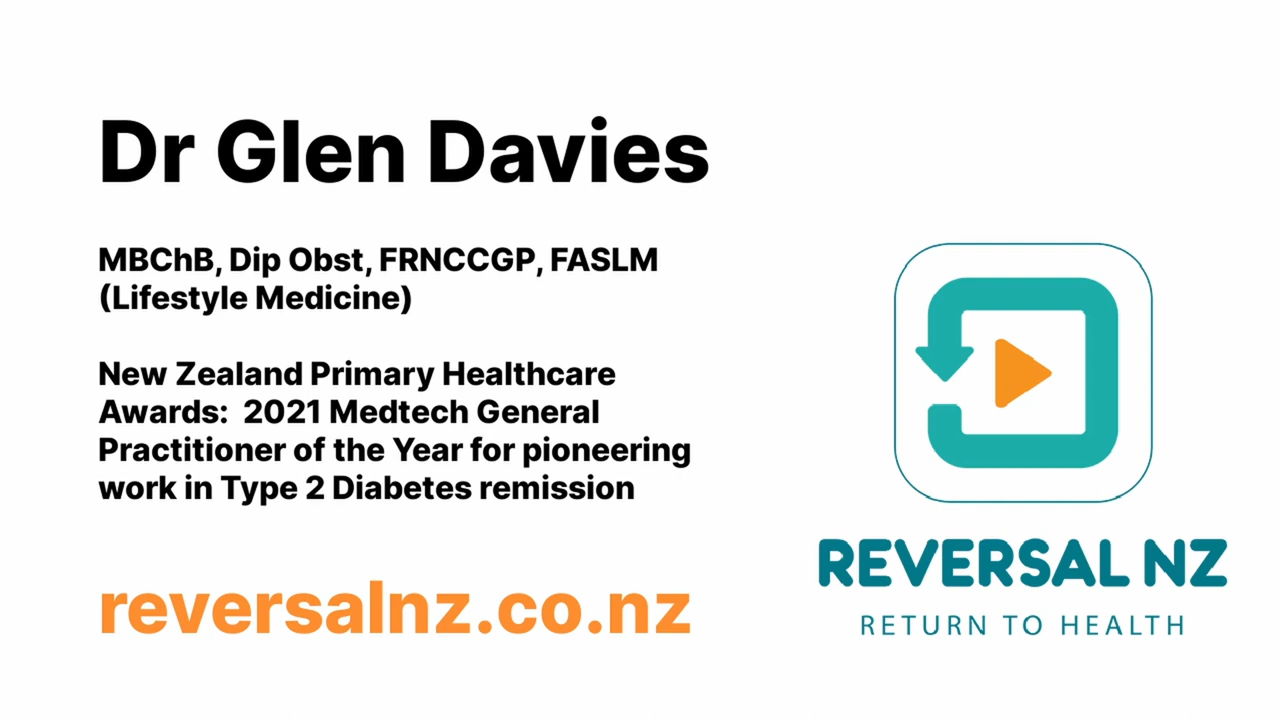 Dr Glen Davies
MBChB, Dip Obst, FRNCCGP, FASLM
(Lifestyle Medicine)
New Zealand Primary Healthcare
Awards:  2021 Medtech General
Practitioner of the Year for pioneering
work in Type 2 Diabetes remission
reversalnz.co.nz
REVERSAL NZ
RETURN TO HEALTH